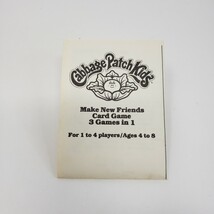 Cabbage Patch Kids
Make New Friends
Card Game
3 Games in 1
For 1 to 4 players/Ages 4 to 8